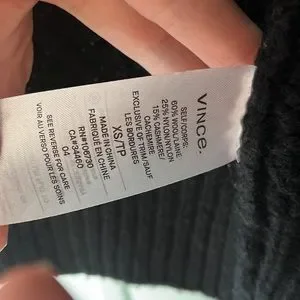 VINCE.
SELF/CORPS:
60% WOOL/LAINE
25% NYLON/NYLON
15% CASHMERE/
CACHEMIRE
EXCLUSIVE OF TRIM/SAUF
LES BORDURES
XS/TP
MADE IN CHINA
FABRIQUÉ EN CHINE
RN#106790
CA#34460
04
SEE REVERSE FOR CARE
VOIR AU VERSO POUR LES SOINS